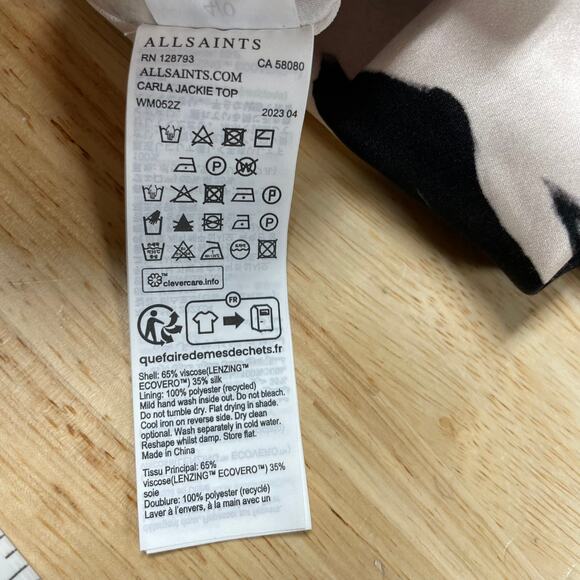 4/0
ALLSAINTS
RN 128793 CA 58080
ALLSAINTS.COM
CARLA JACKIE TOP
WM052Z 2023 04
clevercare.info
FR
quefairedemesdechets.fr
Shell: 65% viscose(LENZING™
ECOVERO™) 35% silk
Lining: 100% polyester (recycled)
Mild hand wash inside out. Do not bleach.
Do not tumble dry. Flat drying in shade.
Cool iron on reverse side. Dry clean
optional. Wash separately in cold water.
Reshape whilst damp. Store flat.
Made in China
Tissu Principal: 65%
viscose(LENZING™ ECOVERO™) 35%
soie
Doublure: 100% polyester (recyclé)
Laver à l'envers, à la main avec un